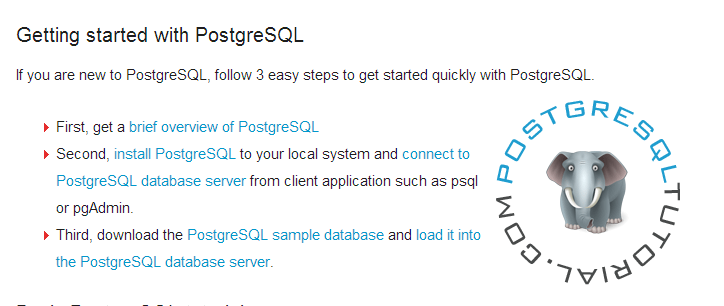 Getting started with PostgreSQL
If you are new to PostgreSQL, follow 3 easy steps to get started quickly with PostgreSQL.
First, get a brief overview of PostgreSQL
Second, install PostgreSQL to your local system and connect to
PostgreSQL database server from client application such as psql
or pgAdmin.
Third, download the PostgreSQL sample database and load it into
the PostgreSQL database server.
POSTGRESQLTUTORIAL.COM